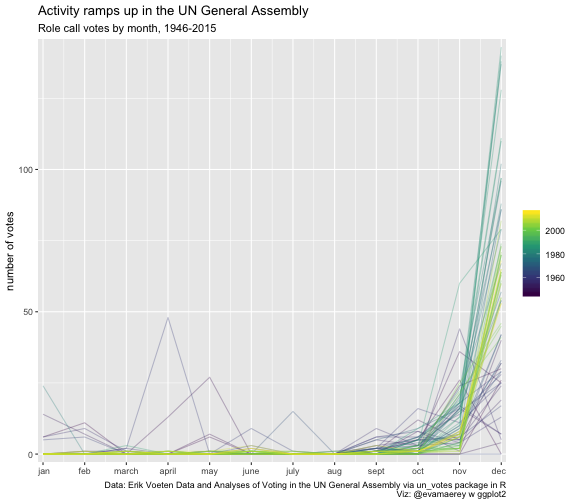 Activity ramps up in the UN General Assembly
Role call votes by month, 1946-2015
number of votes
100
50
0
jan feb march april may june july aug sept oct nov dec
2000
1980
1960
Data: Erik Voeten Data and Analyses of Voting in the UN General Assembly via un_votes package in R
Viz: @evamaerey w ggplot2